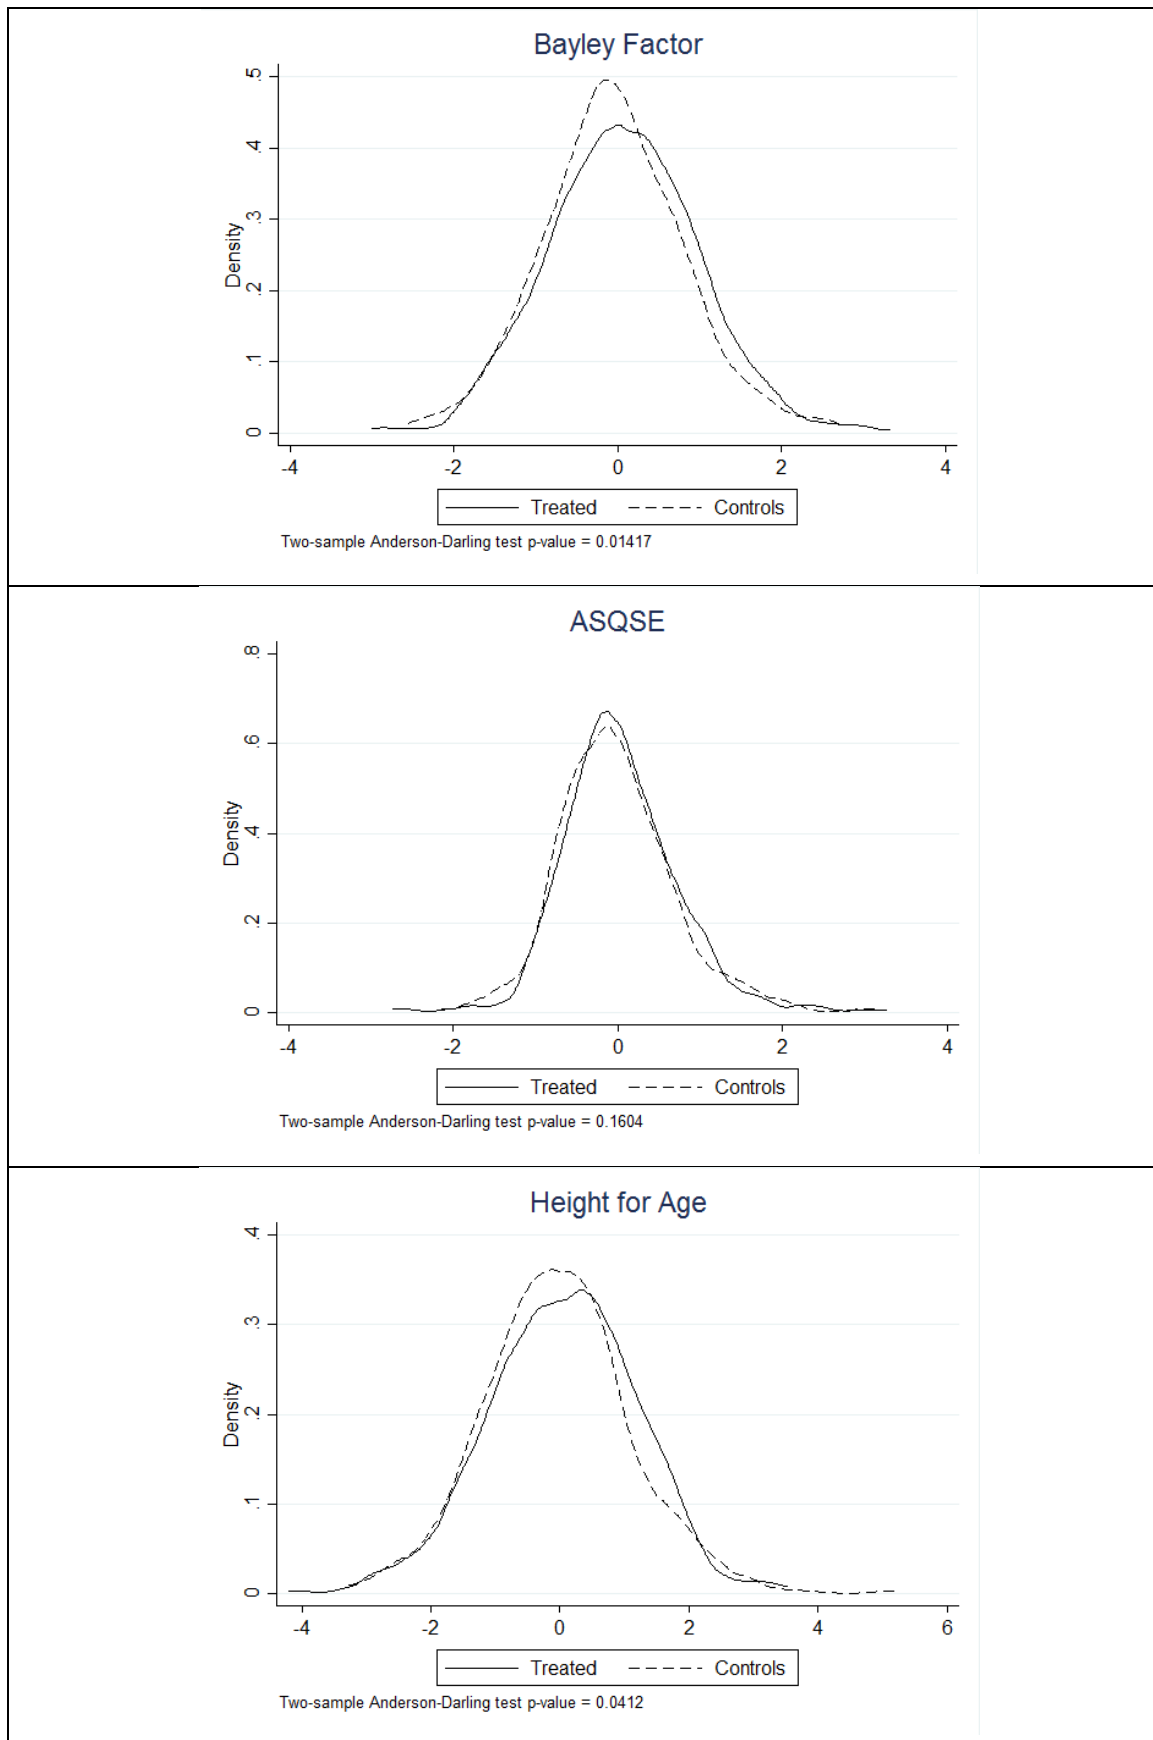 Bayley Factor
Density
.5
.4
.3
.2
.1
0
-4 -2 0 2 4
Treated Controls
Two-sample Anderson-Darling test p-value = 0.01417
ASQSE
Density
.8
.6
.4
.2
0
-4 -2 0 2 4
Treated Controls
Two-sample Anderson-Darling test p-value = 0.1604
Height for Age
Density
.4
.3
.2
.1
0
-4 -2 0 2 4 6
Treated Controls
Two-sample Anderson-Darling test p-value = 0.0412